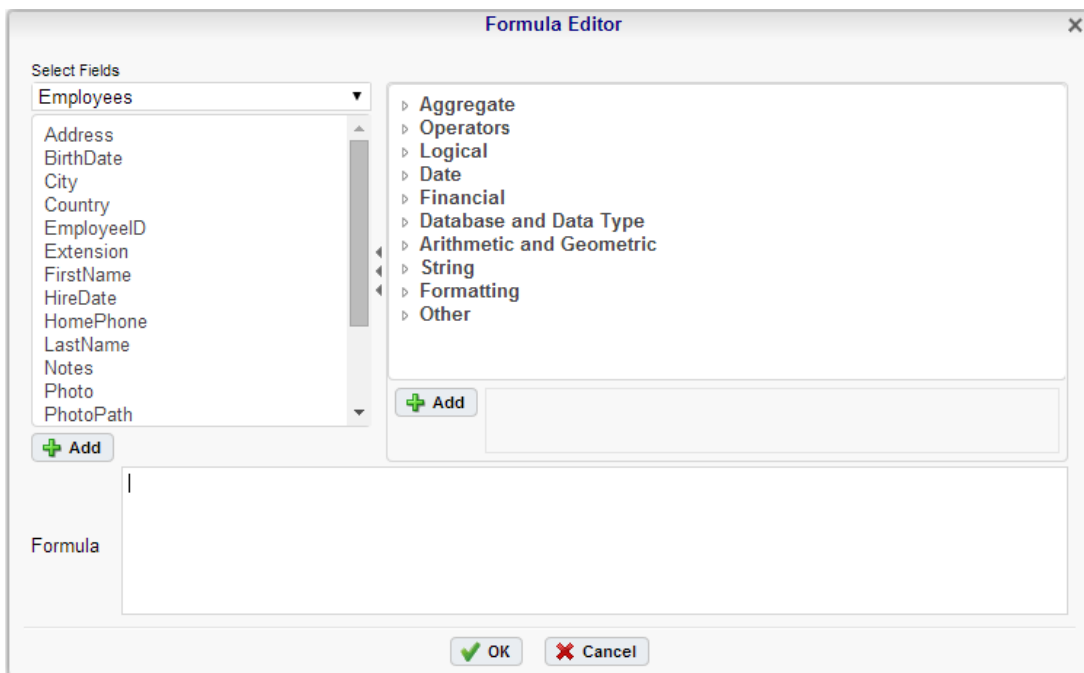 Formula Editor
Select Fields
Employees
Address
BirthDate
City
Country
EmployeeID
Extension
FirstName
HireDate
HomePhone
LastName
Notes
Photo
PhotoPath
Add
Aggregate
Operators
Logical
Date
Financial
Database and Data Type
Arithmetic and Geometric
String
Formatting
Other
Add
Formula
OK
Cancel